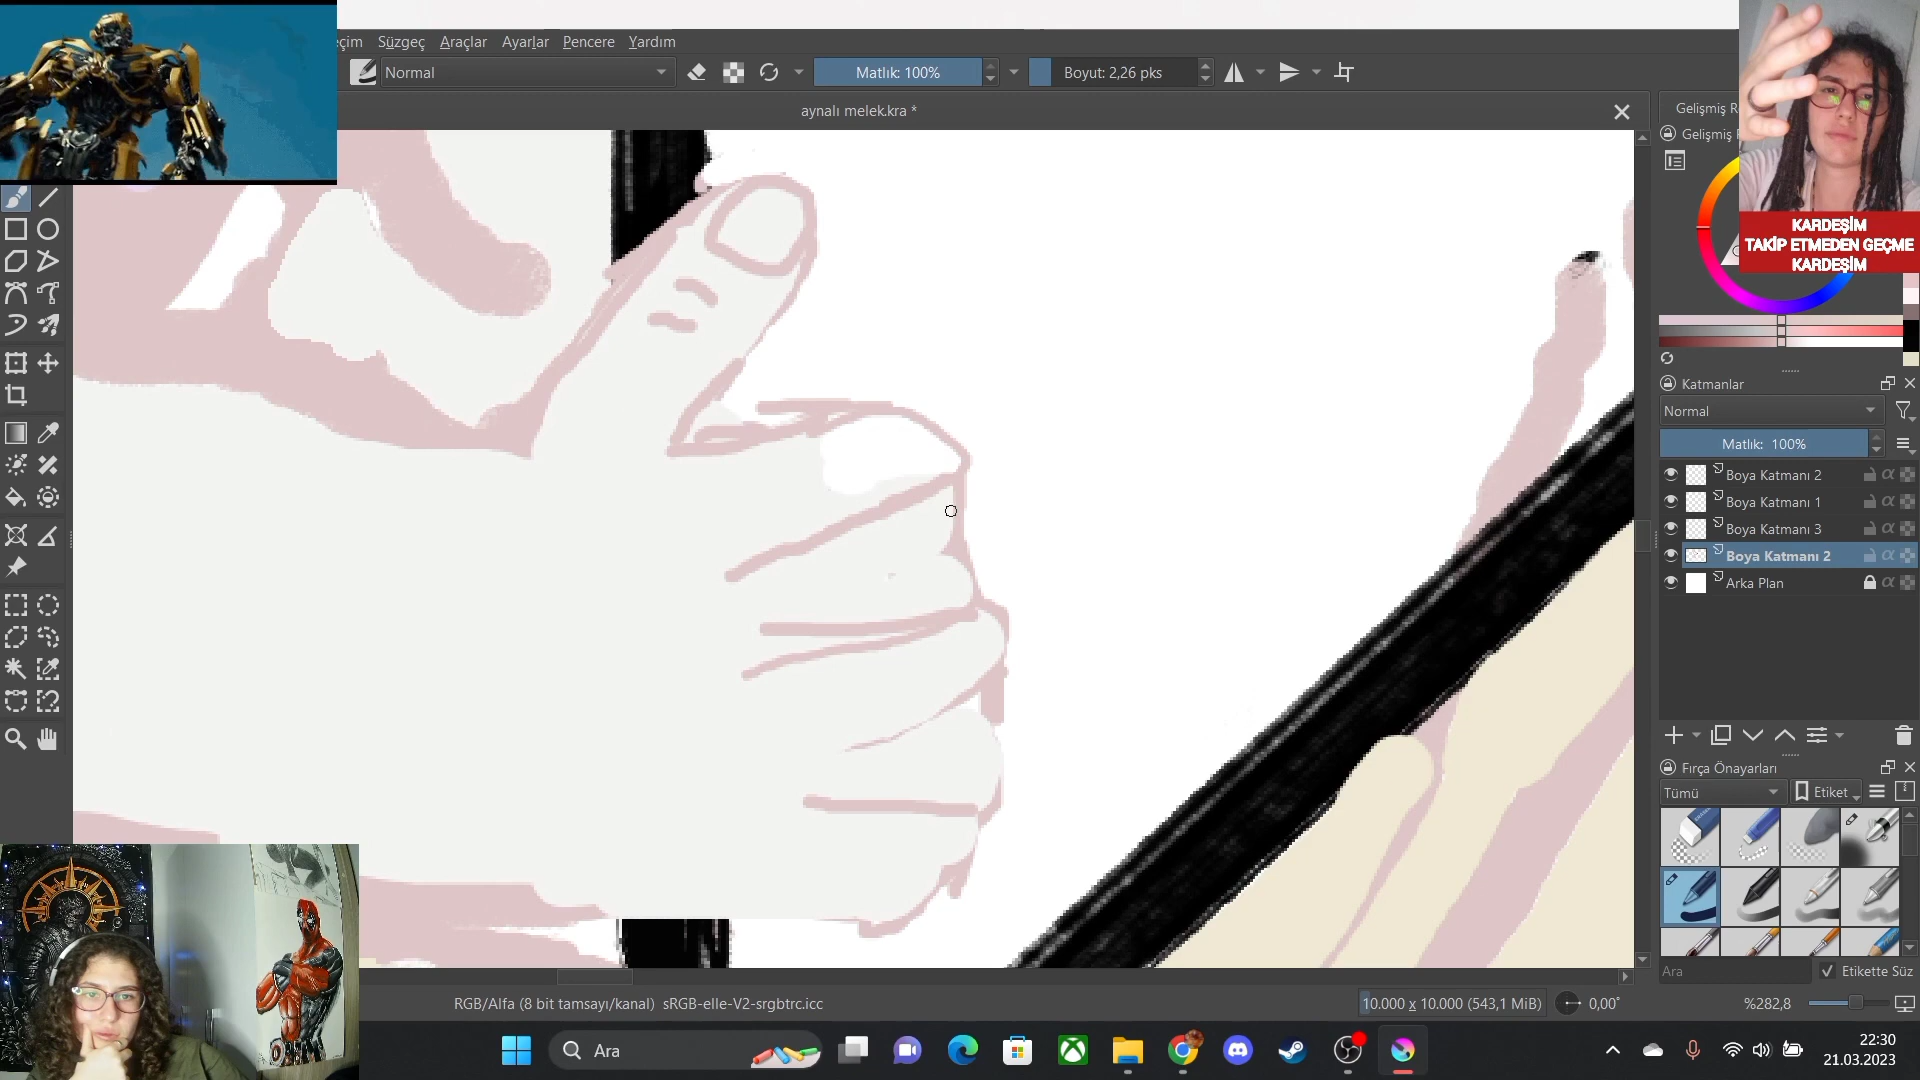 eçim Süzgeç Araçlar Ayarlar Pencere Yardım
Normal
Matlık: 100%
Boyut: 2,26 pks
aynalı melek.kra *
Gelişmiş R
Gelişmiş
KARDEŞİM
TAKİP ETMEDEN GEÇME
KARDEŞİM
Katmanlar
Normal
Matlık: 100%
Boya Katmanı 2
Boya Katmanı 1
Boya Katmanı 3
Boya Katmanı 2
Arka Plan
Fırça Önayarları
Tümü
Etiket
Ara
Etikette Süz
RGB/Alfa (8 bit tamsayı/kanal) sRGB-elle-V2-srgbtrc.icc
10.000 x 10.000 (543,1 MiB)
0,00°
%282,8
Ara
22:30
21.03.2023